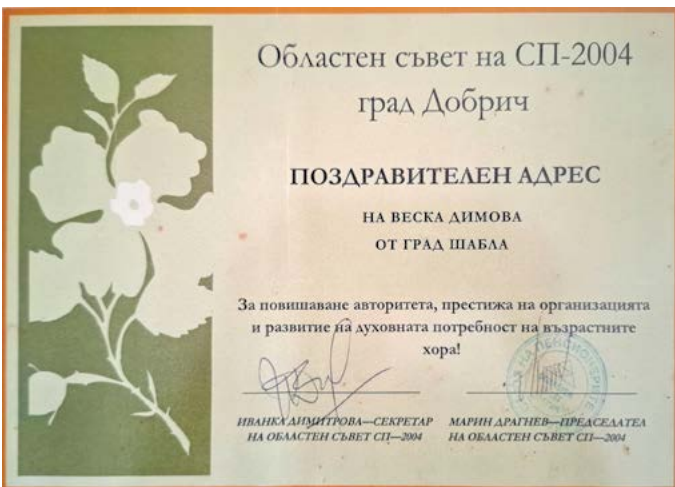 Областен съвет на СП-2004
град Добрич
ПОЗДРАВИТЕЛЕН АДРЕС
НА ВЕСКА ДИМОВА
ОТ ГРАД ШАБЛА
За повишаване авторитета, престижа на организацията
и развитие на духовната потребност на възрастните
хора!
НА ПЕНСИОНЕРИТЕ
ИВАНКА ДИМИТРОВА—СЕКРЕТАР
НА ОБЛАСТЕН СЪВЕТ СП—2004
МАРИН ДРАГНЕВ—ПРЕДСЕДАТЕЛ
НА ОБЛАСТЕН СЪВЕТ СП—2004